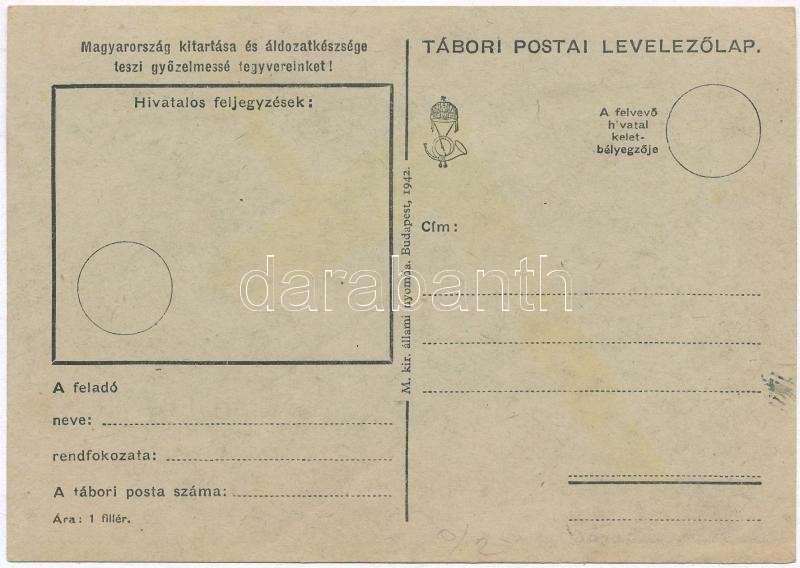 Magyarország kitartása és áldozatkészsége
teszi győzelmessé fegyvereinket!
Hivatalos feljegyzések:
A feladó
neve:
rendfokozata:
A tábori posta száma:
Ára: 1 fillér.
M. kir. állami nyomda. Budapest, 1942.
TÁBORI POSTAI LEVELEZŐLAP.
A felvevő
hivatal
kelet-
bélyegzője
Cím:
darabanth